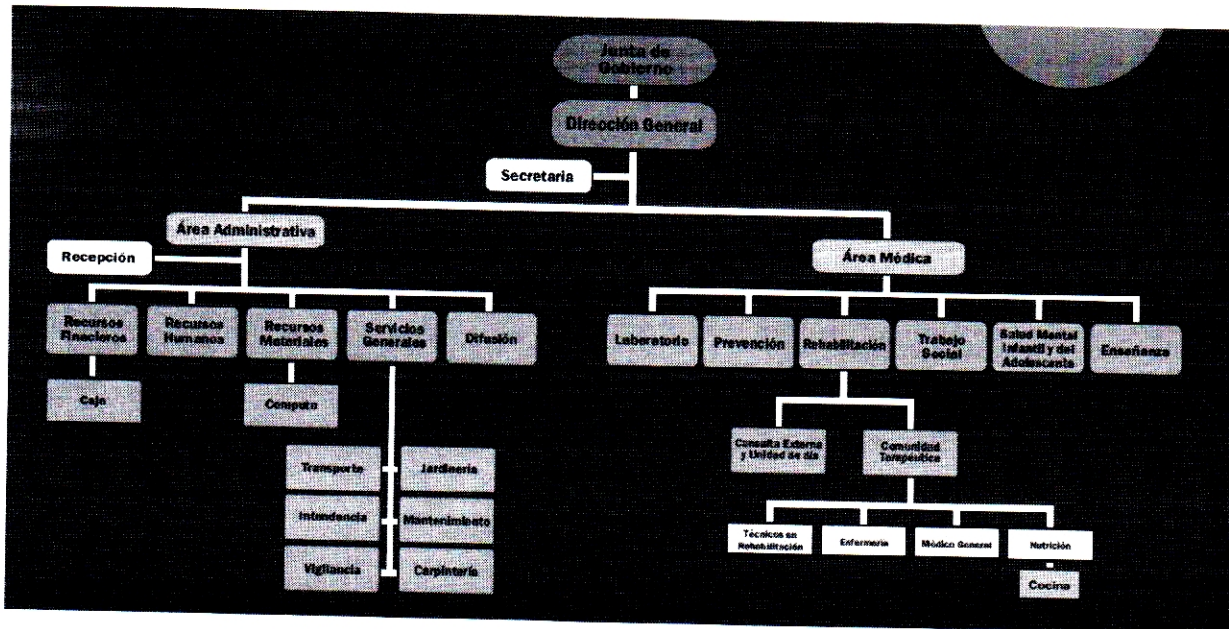 Junta de
Gobierno
Dirección General
Secretaria
Área Administrativa
Área Médica
Recepción
Recursos
Finacieros
Recursos
Humanos
Recursos
Materiales
Servicios
Generales
Difusión
Laboratorio
Prevención
Rehabilitación
Trabajo
Social
Salud Mental
Infantil y del
Adolescente
Enseñanza
Caja
Computo
Consulta Externa
y Unidad de día
Comunidad
Terapéutica
Transporte
Jardinería
Intendencia
Mantenimiento
Vigilancia
Carpintería
Técnicos en
Rehabilitación
Enfermería
Médico General
Nutrición
Cocina